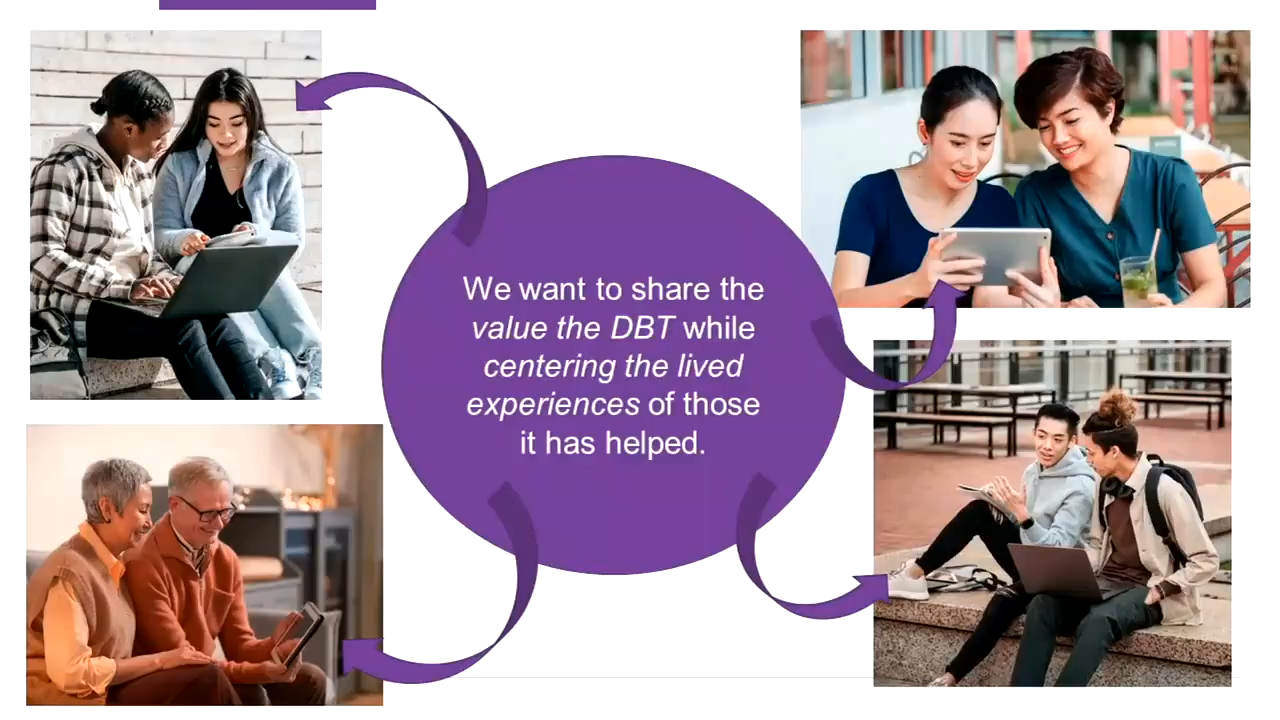 We want to share the
value the DBT while
centering the lived
experiences of those
it has helped.